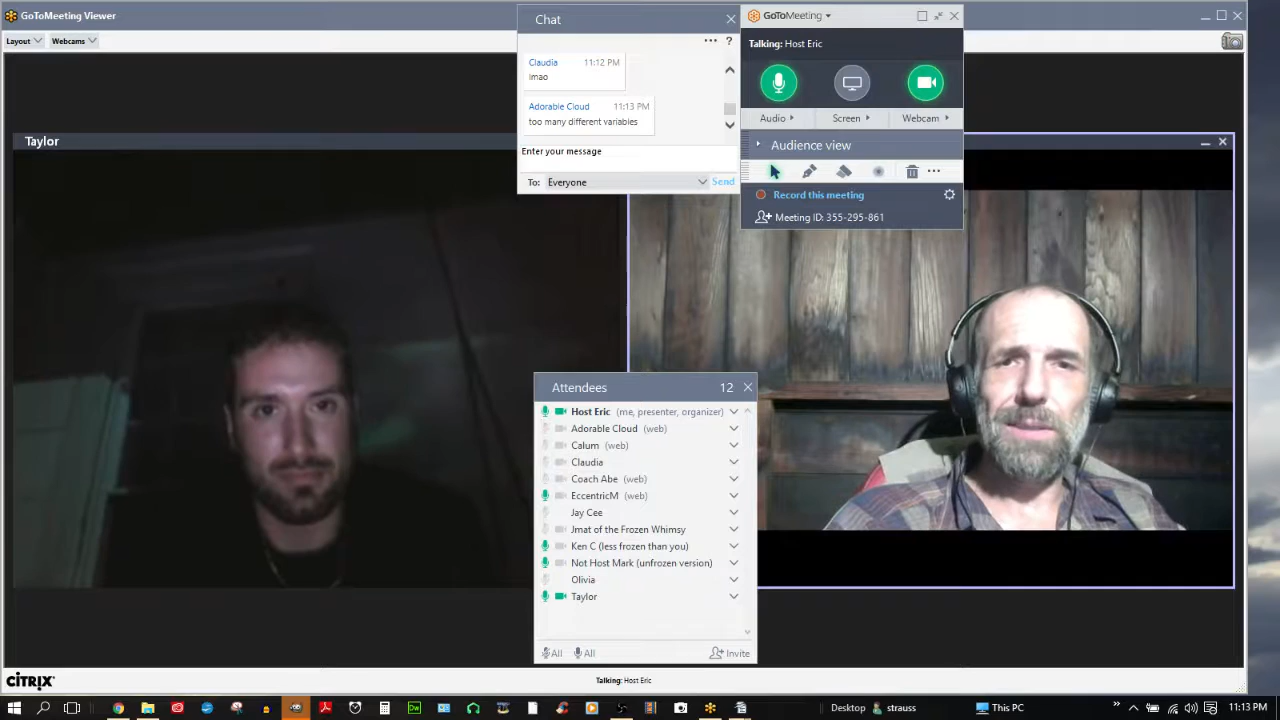 GoToMeeting Viewer
Layout
Webcams
Chat
Claudia 11:12 PM
lmao
Adorable Cloud 11:13 PM
too many different variables
Enter your message
To: Everyone Send
GoToMeeting
Talking: Host Eric
Audio
Screen
Webcam
Audience view
Record this meeting
Meeting ID: 355-295-861
Taylor
Attendees 12
Host Eric (me, presenter, organizer)
Adorable Cloud (web)
Calum (web)
Claudia
Coach Abe (web)
EccentricM (web)
Jay Cee
Jmat of the Frozen Whimsy
Ken C (less frozen than you)
Not Host Mark (unfrozen version)
Olivia
Taylor
All
All
Invite
CİTRIX
Talking: Host Eric
Dw
Desktop
strauss
This PC
11:13 PM